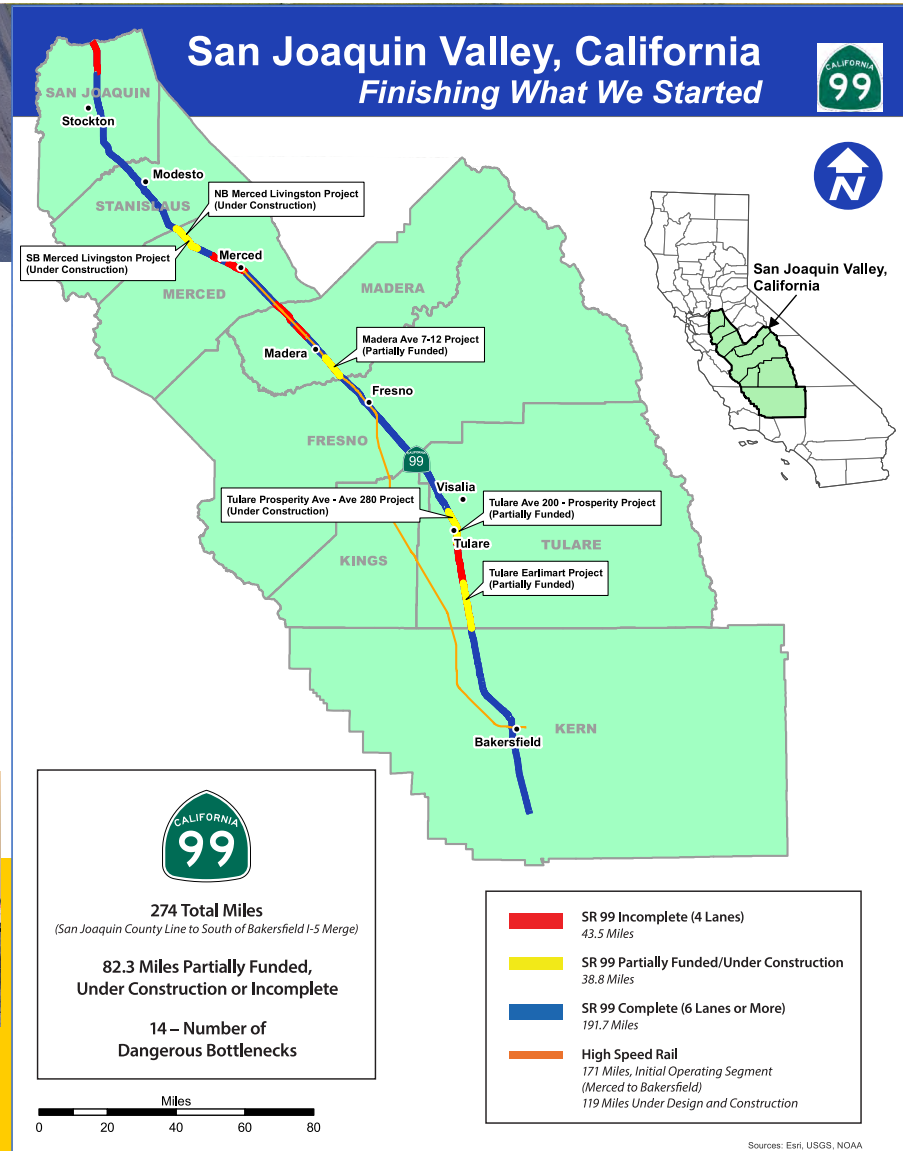 San Joaquin Valley, California
Finishing What We Started
CALIFORNIA
99
N
SAN JOAQUIN
Stockton
Modesto
STANISLAUS
NB Merced Livingston Project
(Under Construction)
SB Merced Livingston Project
(Under Construction)
Merced
MERCED
MADERA
San Joaquin Valley,
California
Madera
Madera Ave 7-12 Project
(Partially Funded)
Fresno
FRESNO
CALIFORNIA
99
Visalia
Tulare Prosperity Ave - Ave 280 Project
(Under Construction)
Tulare Ave 200 - Prosperity Project
(Partially Funded)
Tulare
TULARE
KINGS
Tulare Earlimart Project
(Partially Funded)
KERN
Bakersfield
CALIFORNIA
99
274 Total Miles
(San Joaquin County Line to South of Bakersfield I-5 Merge)
82.3 Miles Partially Funded,
Under Construction or Incomplete
14 – Number of
Dangerous Bottlenecks
Miles
0 20 40 60 80
SR 99 Incomplete (4 Lanes)
43.5 Miles
SR 99 Partially Funded/Under Construction
38.8 Miles
SR 99 Complete (6 Lanes or More)
191.7 Miles
High Speed Rail
171 Miles, Initial Operating Segment
(Merced to Bakersfield)
119 Miles Under Design and Construction
Sources: Esri, USGS, NOAA